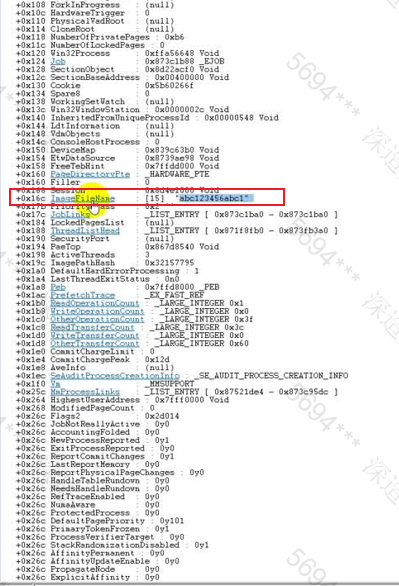 +0x108 ForkInProgress : (null)
+0x10c HardwareTrigger : 0
+0x110 PhysicalVadRoot : (null)
+0x114 CloneRoot : (null)
+0x118 NumberOfPrivatePages : 0xb6
+0x11c NumberOfLockedPages : 0
+0x120 Win32Process : 0xffa56648 Void
+0x124 Job : 0x873c1b88 _EJOB
+0x128 SectionObject : 0x8d22acf0 Void
+0x12c SectionBaseAddress : 0x00400000 Void
+0x130 Cookie : 0x5b60266f
+0x134 Spare8 : 0
+0x138 WorkingSetWatch : (null)
+0x13c Win32WindowStation : 0x0000002c Void
+0x140 InheritedFromUniqueProcessId : 0x00000548 Void
+0x144 LdtInformation : (null)
+0x148 VdmObjects : (null)
+0x14c ConsoleHostProcess : 0
+0x150 DeviceMap : 0x839c63b0 Void
+0x154 EtwDataSource : 0x8739ae98 Void
+0x158 FreeTebHint : 0x7ffdd000 Void
+0x160 PageDirectoryPte : _HARDWARE_PTE
+0x160 Filler : 0
+0x168 Session : 0x8d4e1000 Void
+0x16c ImageFileName : [15] "abc123456abc1"
+0x17b PriorityClass : 0x2
+0x17c JobLinks : _LIST_ENTRY [ 0x873c1ba0 - 0x873c1ba0 ]
+0x184 LockedPagesList : (null)
+0x188 ThreadListHead : _LIST_ENTRY [ 0x871f8fb0 - 0x873fb3a0 ]
+0x190 SecurityPort : (null)
+0x194 PaeTop : 0x867d8540 Void
+0x198 ActiveThreads : 3
+0x19c ImagePathHash : 0x32157795
+0x1a0 DefaultHardErrorProcessing : 1
+0x1a4 LastThreadExitStatus : 0n0
+0x1a8 Peb : 0x7ffd8000 _PEB
+0x1ac PrefetchTrace : _EX_FAST_REF
+0x1b0 ReadOperationCount : _LARGE_INTEGER 0x1
+0x1b8 WriteOperationCount : _LARGE_INTEGER 0x0
+0x1c0 OtherOperationCount : _LARGE_INTEGER 0x3f
+0x1c8 ReadTransferCount : _LARGE_INTEGER 0x3c
+0x1d0 WriteTransferCount : _LARGE_INTEGER 0x0
+0x1d8 OtherTransferCount : _LARGE_INTEGER 0x60
+0x1e0 CommitChargeLimit : 0
+0x1e4 CommitChargePeak : 0x12d
+0x1e8 AweInfo : (null)
+0x1ec SeAuditProcessCreationInfo : _SE_AUDIT_PROCESS_CREATION_INFO
+0x1f0 Vm : _MMSUPPORT
+0x25c MmProcessLinks : _LIST_ENTRY [ 0x87521de4 - 0x873c95dc ]
+0x264 HighestUserAddress : 0x7fff0000 Void
+0x268 ModifiedPageCount : 0
+0x26c Flags2 : 0x2d014
+0x26c JobNotReallyActive : 0y0
+0x26c AccountingFolded : 0y0
+0x26c NewProcessReported : 0y1
+0x26c ExitProcessReported : 0y0
+0x26c ReportCommitChanges : 0y1
+0x26c LastReportMemory : 0y0
+0x26c ReportPhysicalPageChanges : 0y0
+0x26c HandleTableRundown : 0y0
+0x26c NeedsHandleRundown : 0y0
+0x26c RefTraceEnabled : 0y0
+0x26c NumaAware : 0y0
+0x26c ProtectedProcess : 0y0
+0x26c DefaultPagePriority : 0y101
+0x26c PrimaryTokenFrozen : 0y1
+0x26c ProcessVerifierTarget : 0y0
+0x26c StackRandomizationDisabled : 0y1
+0x26c AffinityPermanent : 0y0
+0x26c AffinityUpdateEnable : 0y0
+0x26c PropagateNode : 0y0
+0x26c ExplicitAffinity : 0y0
5694***
5694*** 深道
5694***